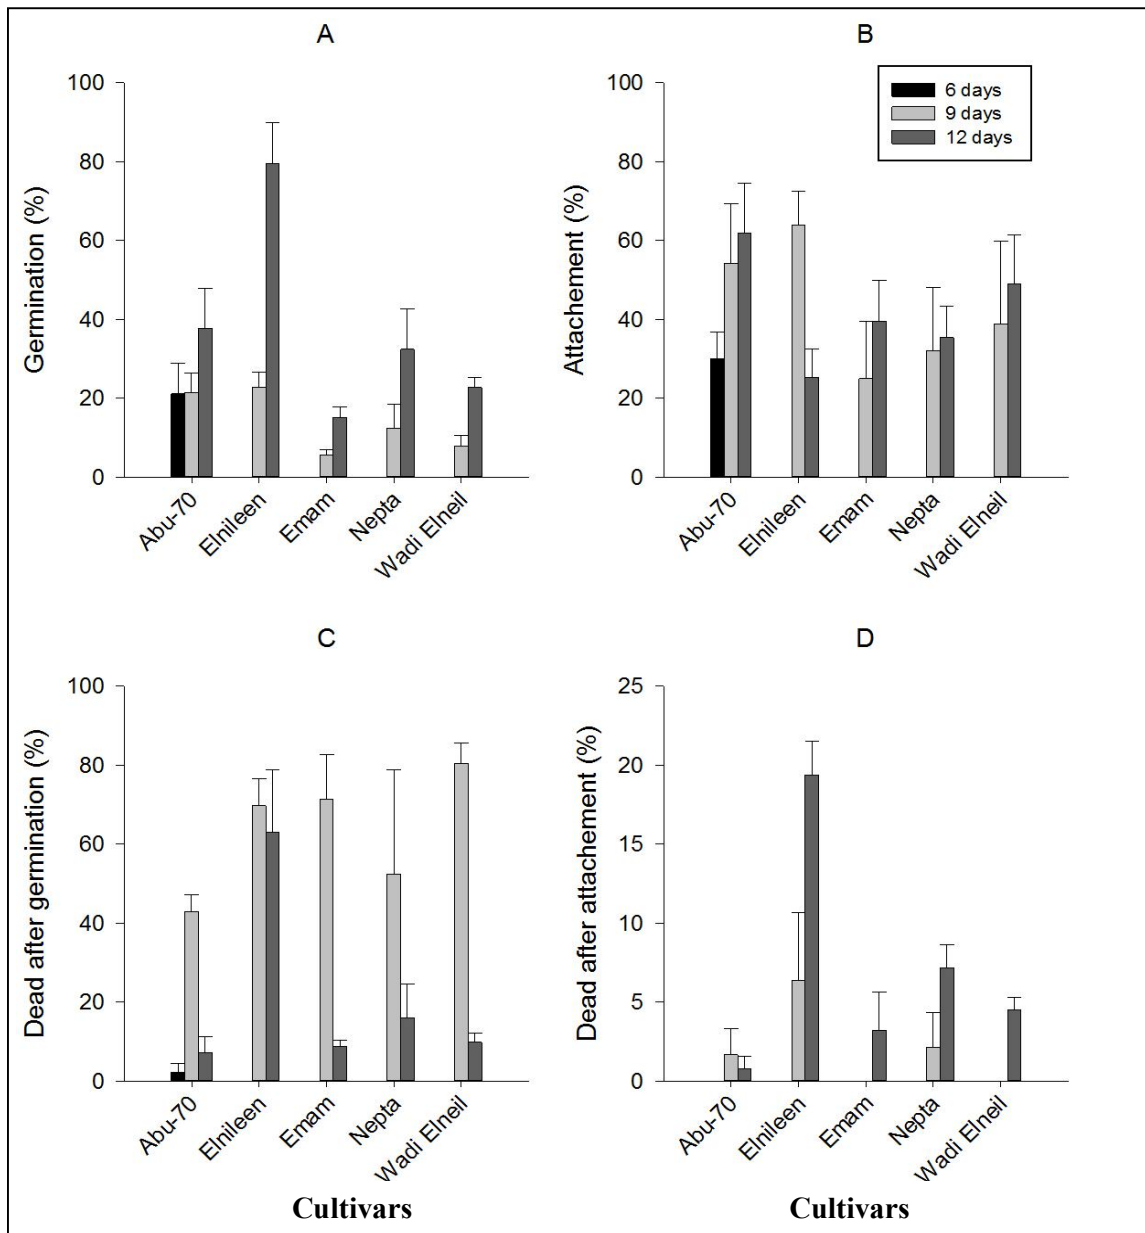 A
Germination (%)
100
80
60
40
20
0
Abu-70
Elnileen
Emam
Nepta
Wadi Elneil
B
6 days
9 days
12 days
Attachement (%)
100
80
60
40
20
0
Abu-70
Elnileen
Emam
Nepta
Wadi Elneil
C
Dead after germination (%)
100
80
60
40
20
0
Abu-70
Elnileen
Emam
Nepta
Wadi Elneil
Cultivars
D
Dead after attachement (%)
25
20
15
10
5
0
Abu-70
Elnileen
Emam
Nepta
Wadi Elneil
Cultivars